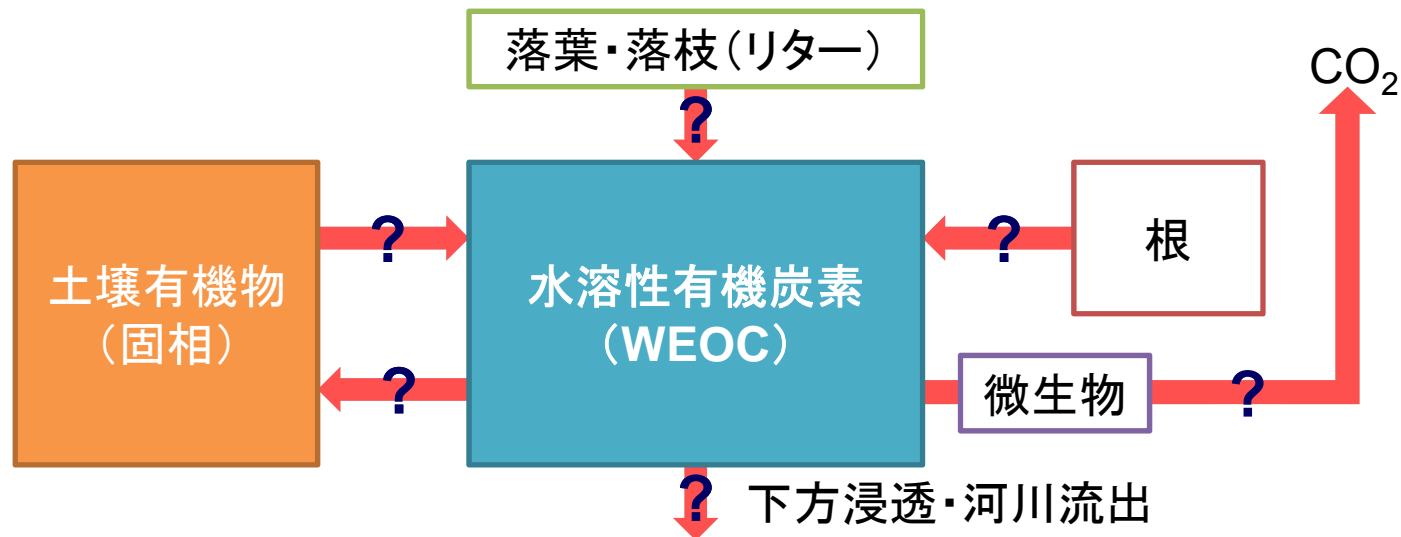 落葉・落枝(リター)
CO₂
?
土壌有機物
(固相)
?
水溶性有機炭素
(WEOC)
?
根
?
微生物
?
?
下方浸透・河川流出